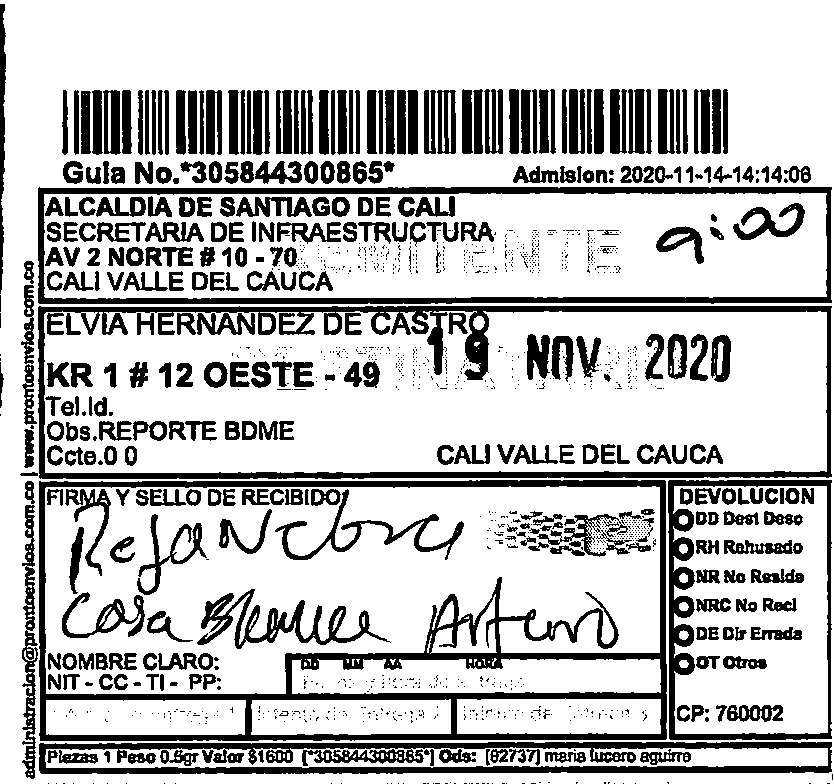 Guia No.*305844300865*
Admision: 2020-11-14-14:14:06
ALCALDIA DE SANTIAGO DE CALI
SECRETARIA DE INFRAESTRUCTURA
AV 2 NORTE # 10 - 70
CALI VALLE DEL CAUCA
9:00
ELVIA HERNANDEZ DE CASTRO
19 NOV. 2020
KR 1 # 12 OESTE - 49
Tel.Id.
Obs.REPORTE BDME
Ccte.0 0
CALI VALLE DEL CAUCA
www.prontoenvios.com.co
administracion@prontoenvios.com.co
FIRMA Y SELLO DE RECIBIDO
Casa Blanca Arturo
NOMBRE CLARO:
NIT - CC - TI - PP:
DD MM AA HORA
DEVOLUCION
DD Dest Desc
RH Rehusado
NR No Reside
NRC No Recl
DE Dir Errada
OT Otros
CP: 760002
Piezas 1 Peso 0.5gr Valor $1600 [*305844300865*] Ods: [82737] maria lucero aguirre